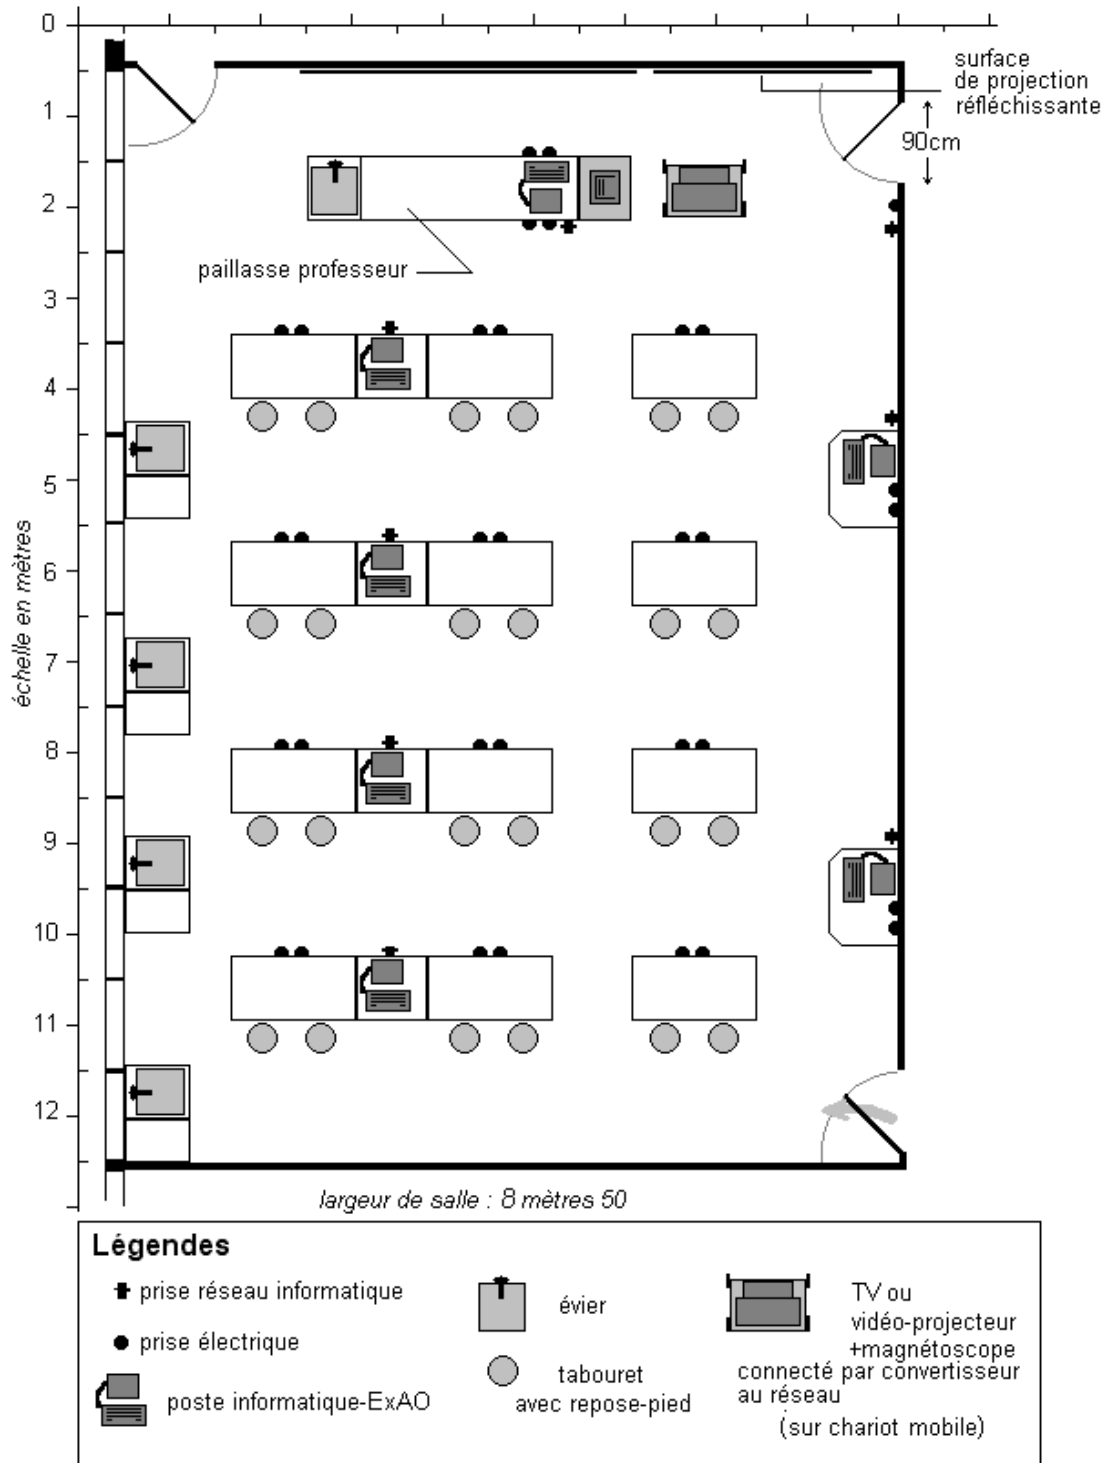 0
surface
de projection
réfléchissante
1
90cm
2
paillasse professeur
3
4
5
échelle en mètres
6
7
8
9
10
11
12
largeur de salle : 8 mètres 50
Légendes
prise réseau informatique
prise électrique
poste informatique-ExAO
évier
tabouret
avec repose-pied
TV ou
vidéo-projecteur
+magnétoscope
connecté par convertisseur
au réseau
(sur chariot mobile)